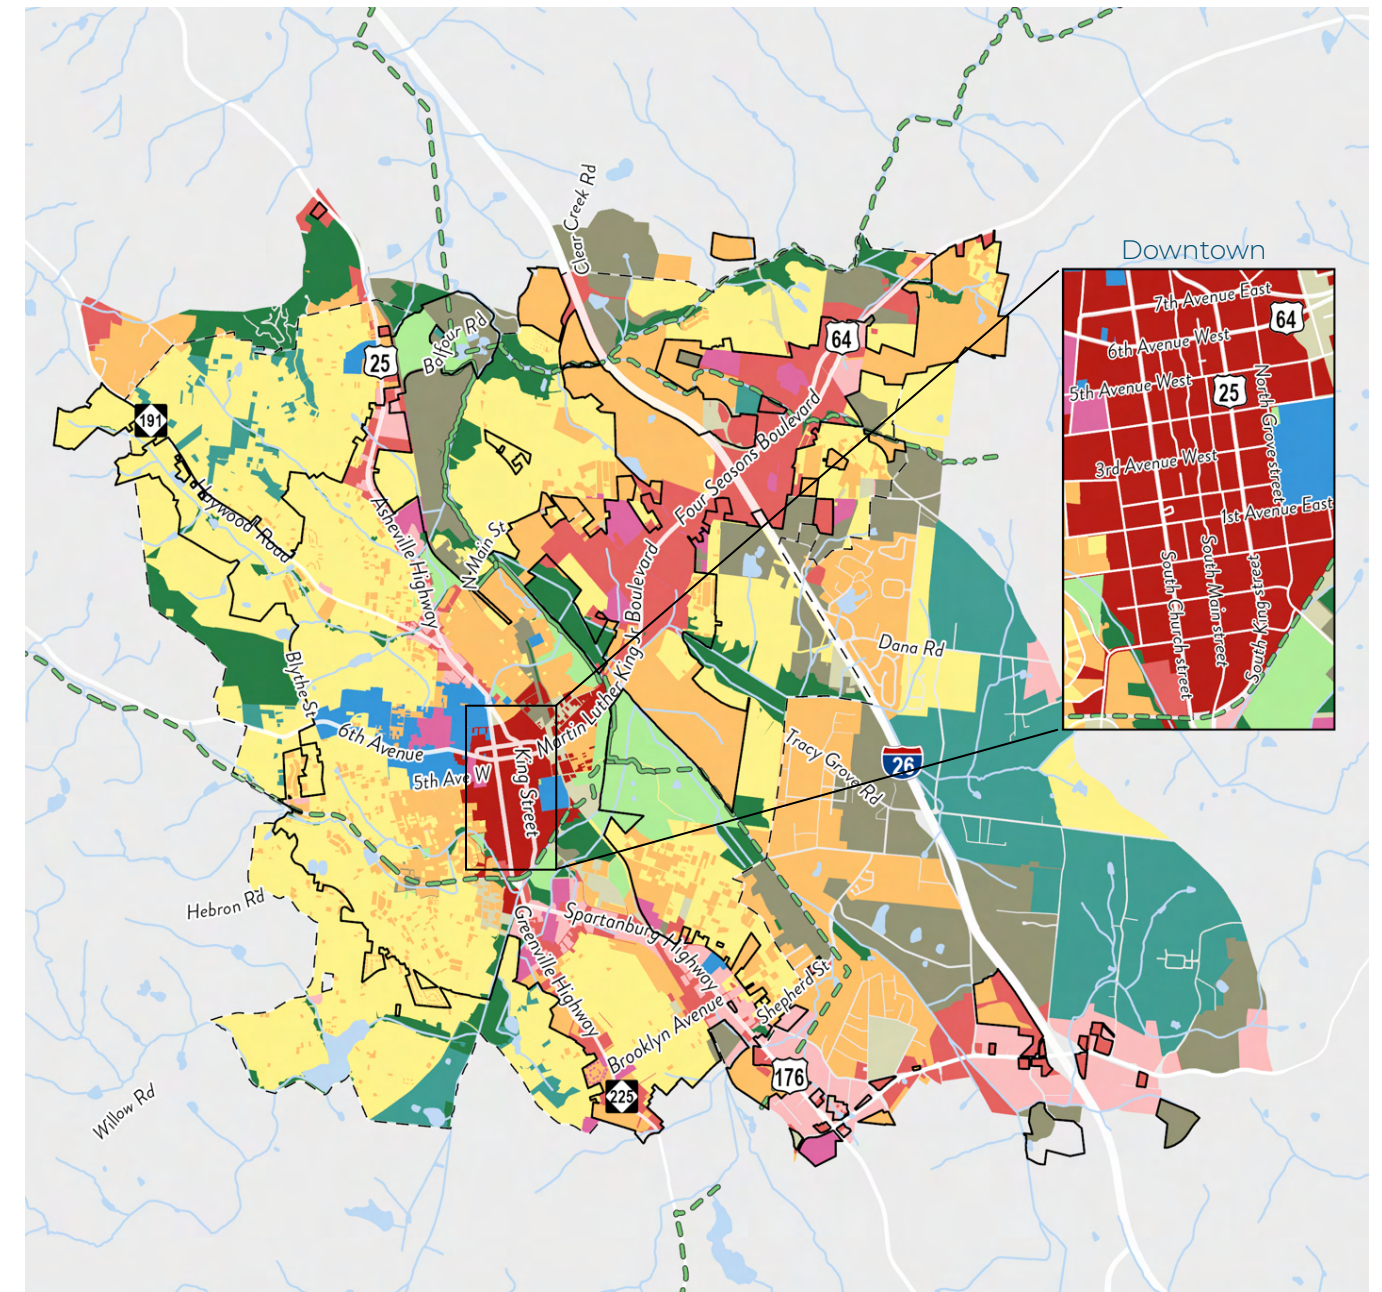 Downtown
Clear Creek Rd
Balfour Rd
64
25
191
Haywood Road
Asheville Highway
N Main St
Four Seasons Boulevard
Martin Luther King Jr Boulevard
Blythe St
6th Avenue
5th Ave W
King Street
Dana Rd
Tracy Grove Rd
26
Hebron Rd
Spartanburg Highway
Greenville Highway
Shepherd St
Brooklyn Avenue
176
225
Willow Rd
7th Avenue East
64
6th Avenue West
5th Avenue West
25
North Grove street
3rd Avenue West
1st Avenue East
South Church street
South Main street
South King street